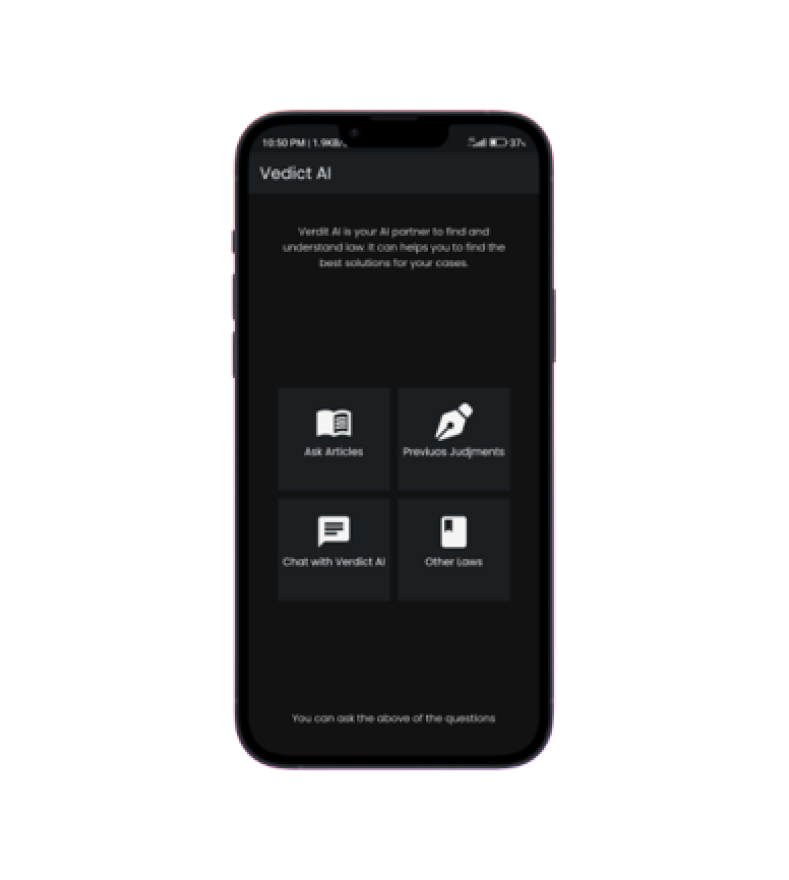 10:50 PM | 1.9KB/s 37%
Vedict AI
Verdit AI is your AI partner to find and
understand law. It can helps you to find the
best solutions for your cases.
Ask Articles
Previuos Judjments
Chat with Verdict AI
Other Laws
You can ask the above of the questions